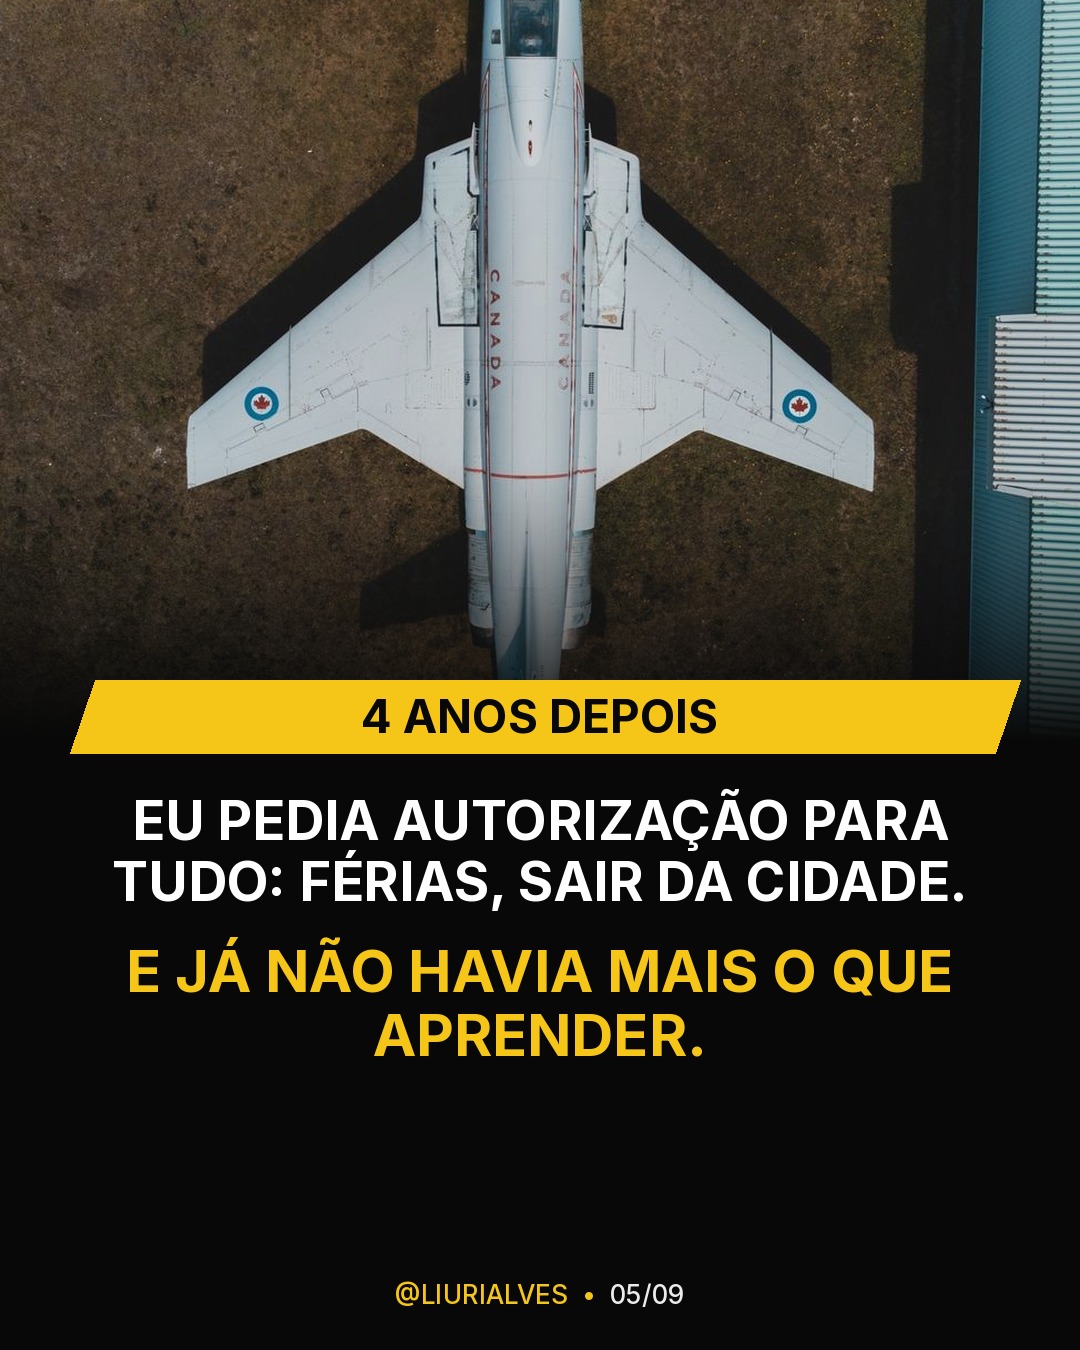 CANADA
CANADA
4 ANOS DEPOIS
EU PEDIA AUTORIZAÇÃO PARA
TUDO: FÉRIAS, SAIR DA CIDADE.
E JÁ NÃO HAVIA MAIS O QUE
APRENDER.
@LIURIALVES • 05/09